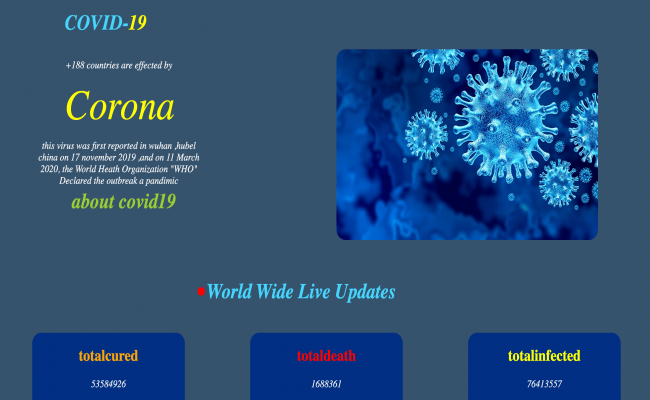 COVID-19
+188 countries are effected by
Corona
this virus was first reported in wuhan ,hubel
china on 17 november 2019 ,and on 11 March
2020, the World Heath Organization "WHO"
Declared the outbreak a pandimic
about covid19
World Wide Live Updates
totalcured
totaldeath
totalinfected
53584926
1688361
76413557